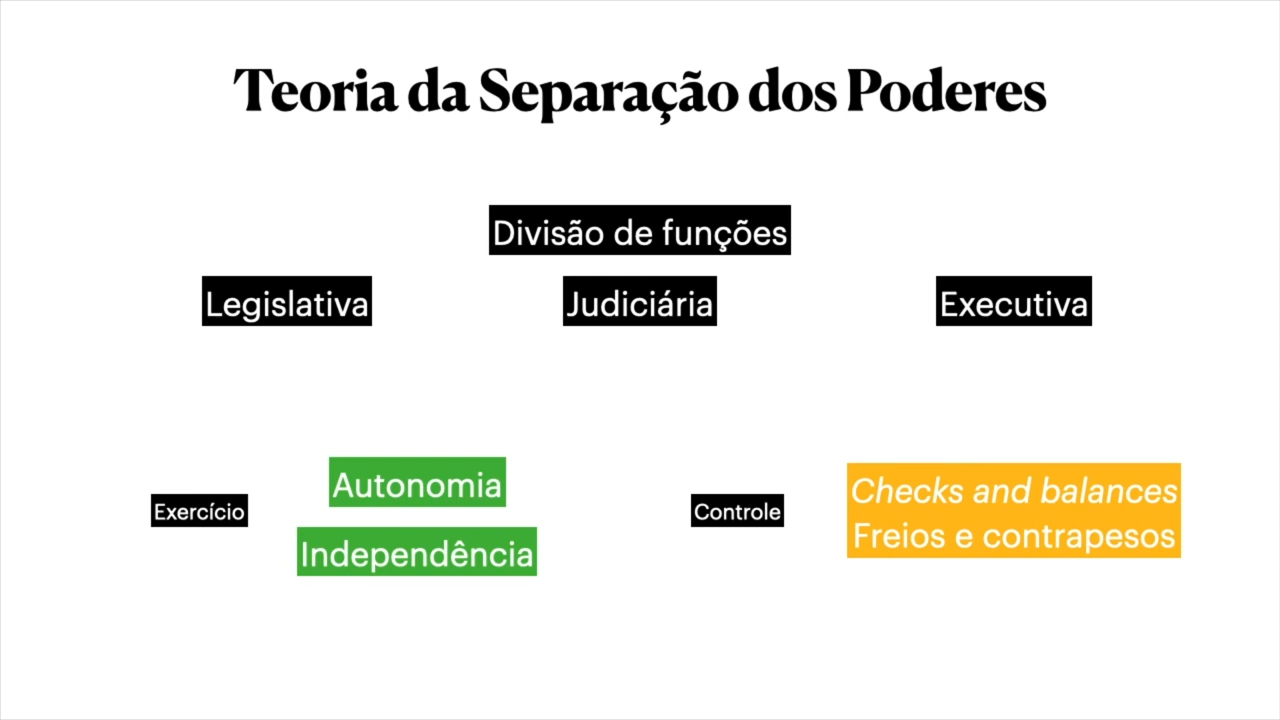 Teoria da Separação dos Poderes
Divisão de funções
Legislativa
Judiciária
Executiva
Exercício
Autonomia
Independência
Controle
Checks and balances
Freios e contrapesos